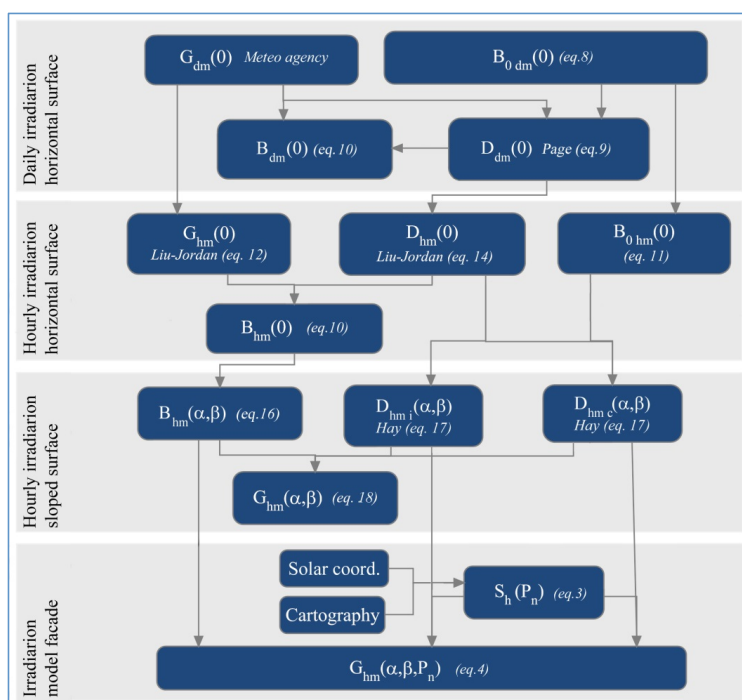 Daily irradiarion
horizontal surface
G_dm(0) Meteo agency
B_0 dm(0) (eq.8)
B_dm(0) (eq.10)
D_dm(0) Page (eq.9)
Hourly irradiarion
horizontal surface
G_hm(0)
Liu-Jordan (eq. 12)
D_hm(0)
Liu-Jordan (eq. 14)
B_0 hm(0)
(eq. 11)
B_hm(0) (eq.10)
Hourly irradiarion
sloped surface
B_hm(α,β) (eq.16)
D_hm i(α,β)
Hay (eq. 17)
D_hm c(α,β)
Hay (eq. 17)
G_hm(α,β) (eq. 18)
Irradiarion
model facade
Solar coord.
Cartography
S_h(P_n) (eq.3)
G_hm(α,β,P_n) (eq.4)